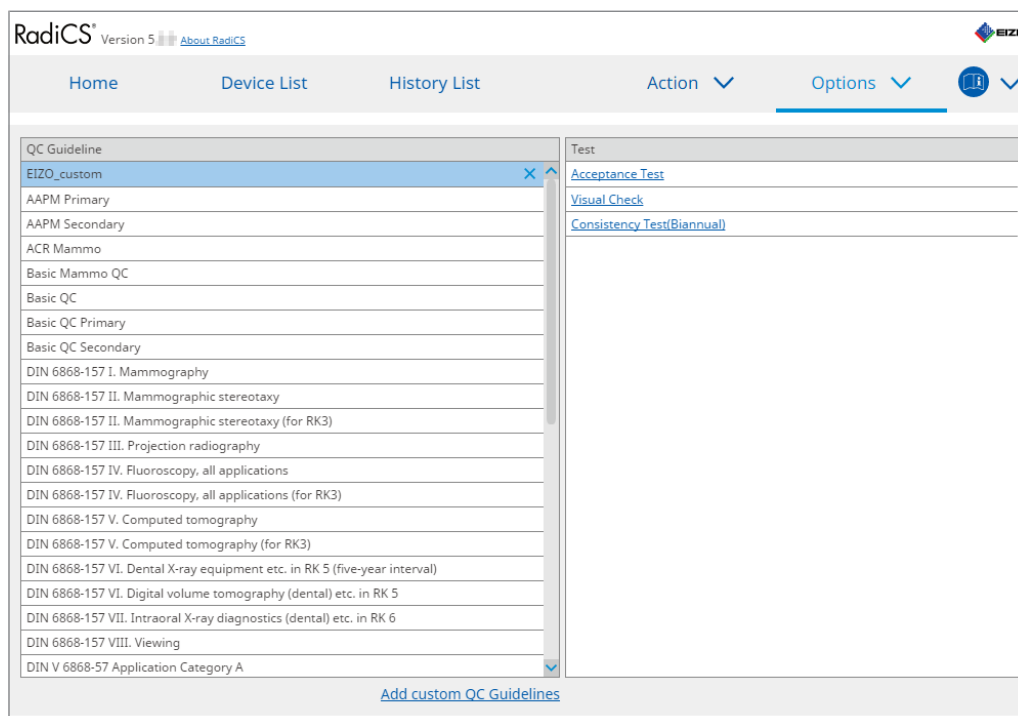 RadiCS® Version 5. About RadiCS
EIZ
Home Device List History List Action Options
QC Guideline
EIZO_custom
AAPM Primary
AAPM Secondary
ACR Mammo
Basic Mammo QC
Basic QC
Basic QC Primary
Basic QC Secondary
DIN 6868-157 I. Mammography
DIN 6868-157 II. Mammographic stereotaxy
DIN 6868-157 II. Mammographic stereotaxy (for RK3)
DIN 6868-157 III. Projection radiography
DIN 6868-157 IV. Fluoroscopy, all applications
DIN 6868-157 IV. Fluoroscopy, all applications (for RK3)
DIN 6868-157 V. Computed tomography
DIN 6868-157 V. Computed tomography (for RK3)
DIN 6868-157 VI. Dental X-ray equipment etc. in RK 5 (five-year interval)
DIN 6868-157 VI. Digital volume tomography (dental) etc. in RK 5
DIN 6868-157 VII. Intraoral X-ray diagnostics (dental) etc. in RK 6
DIN 6868-157 VIII. Viewing
DIN V 6868-57 Application Category A
Test
Acceptance Test
Visual Check
Consistency Test(Biannual)
Add custom QC Guidelines